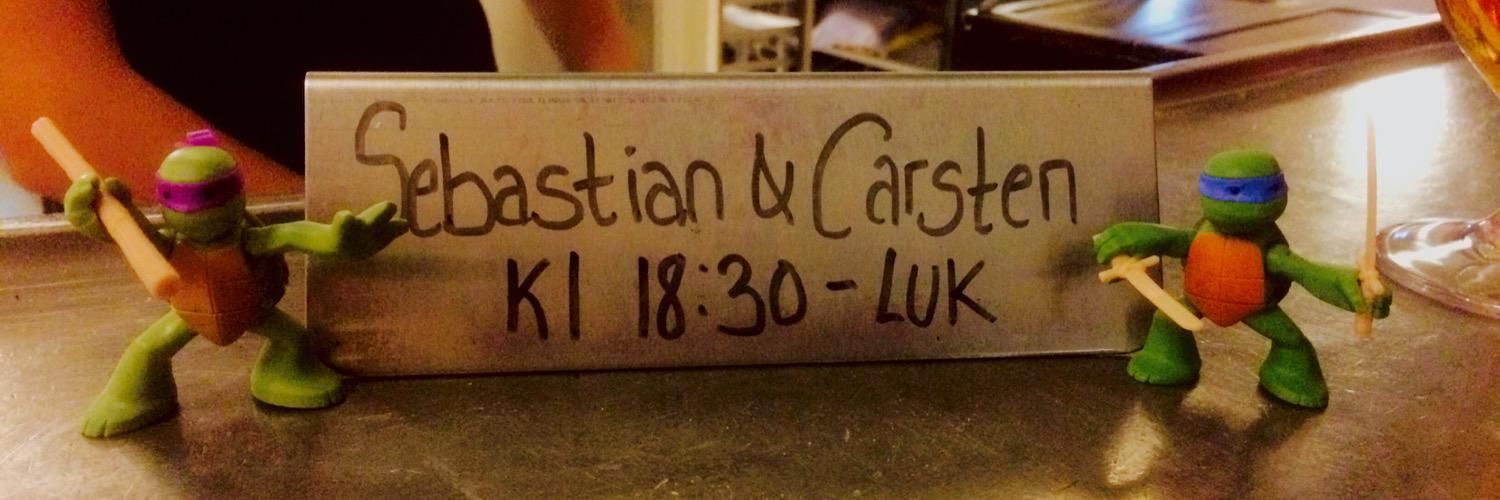 Sebastian & Carsten
Kl 18:30 - LUK